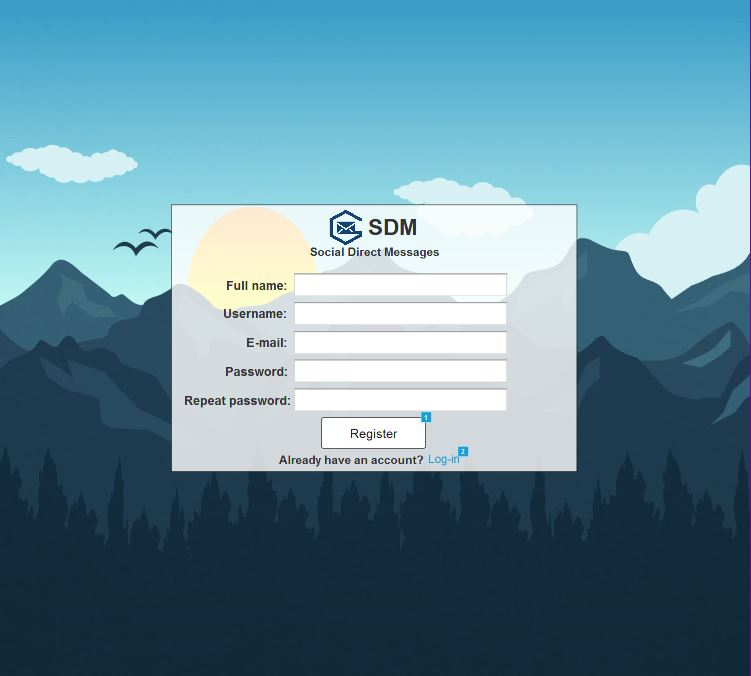 SDM
Social Direct Messages
Full name:
Username:
E-mail:
Password:
Repeat password:
1
Register
2
Already have an account? Log-in